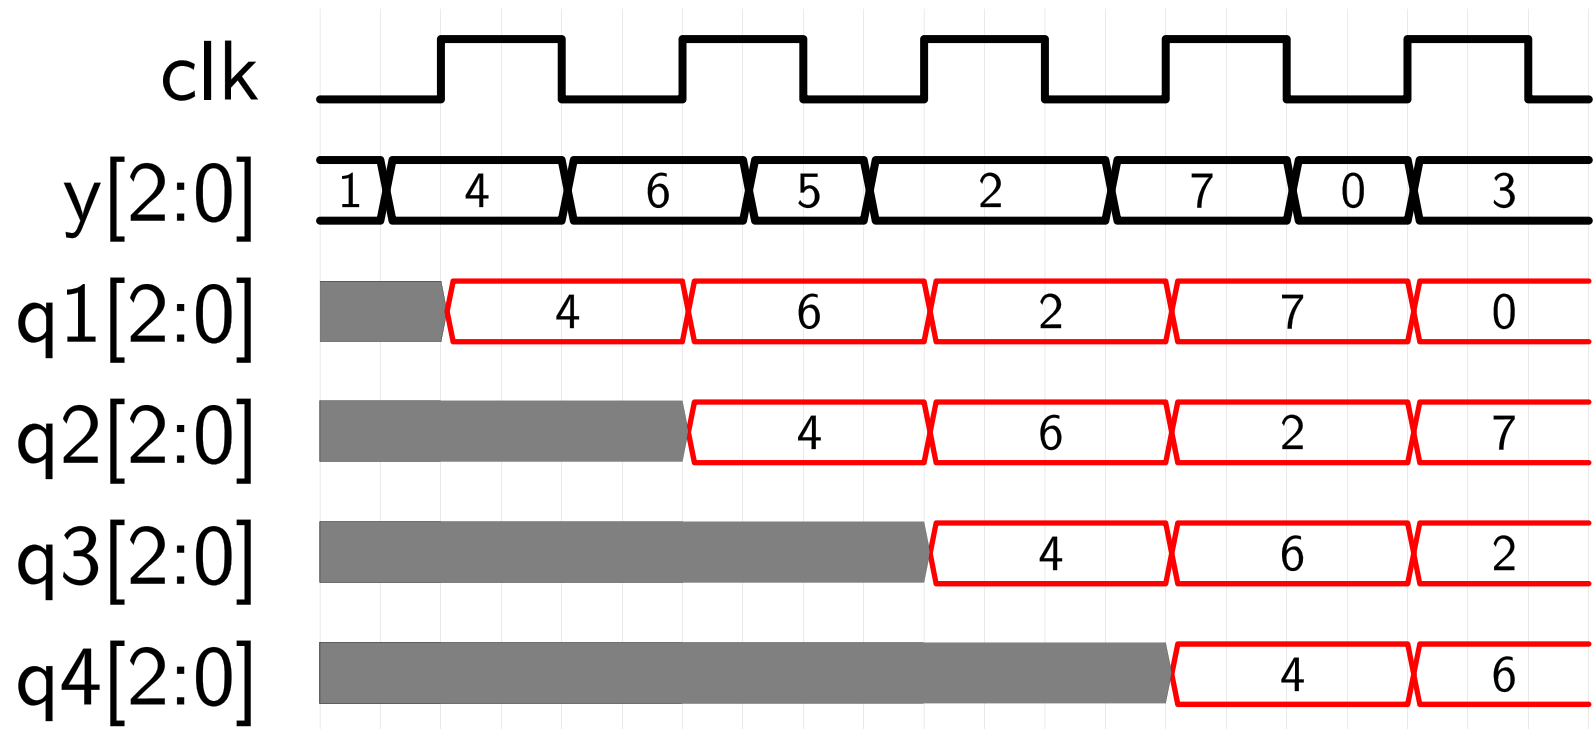 clk
y[2:0] 1 4 6 5 2 7 0 3
q1[2:0] 4 6 2 7 0
q2[2:0] 4 6 2 7
q3[2:0] 4 6 2
q4[2:0] 4 6